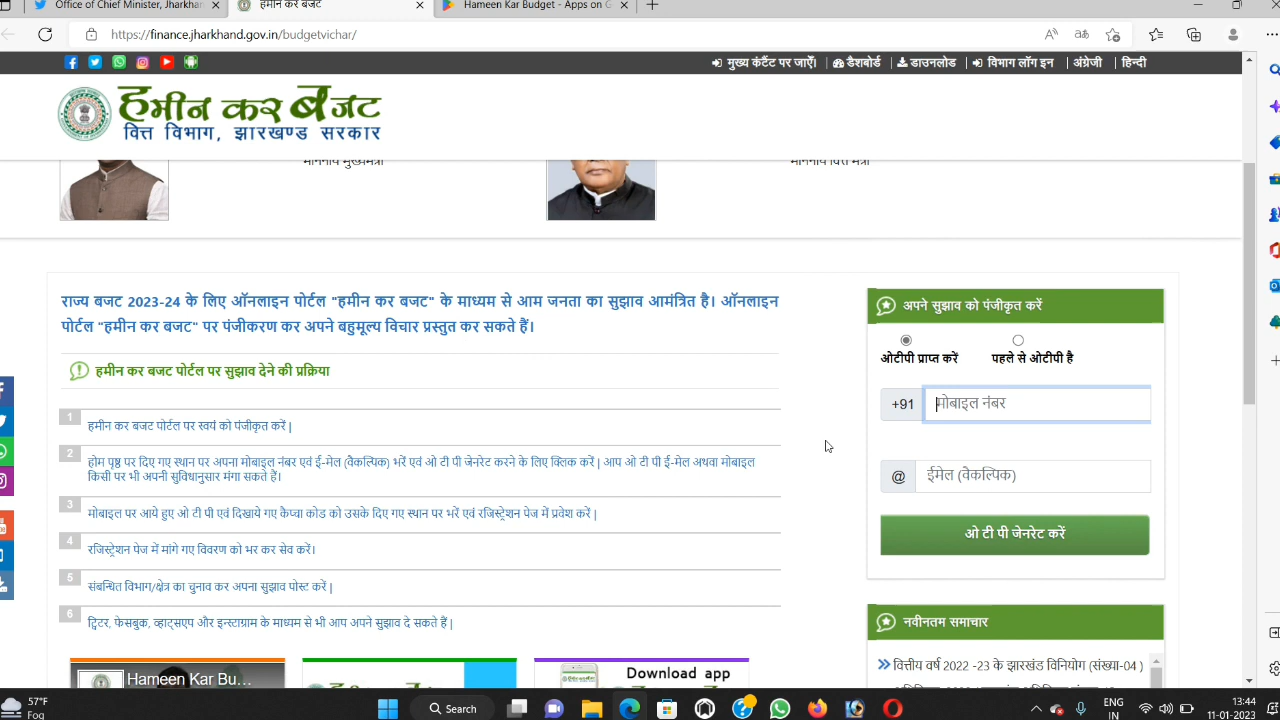 Office of Chief Minister, Jharkhan
हमीन कर बजट
Hameen Kar Budget - Apps on G
https://finance.jharkhand.gov.in/budgetvichar/
मुख्य कंटैंट पर जाएँ। | डैशबोर्ड | डाउनलोड | विभाग लॉग इन | अंग्रेजी | हिन्दी
हमीन कर बजट
वित्त विभाग, झारखण्ड सरकार
माननीय मुख्यमंत्री
माननीय वित्त मंत्री
राज्य बजट 2023-24 के लिए ऑनलाइन पोर्टल "हमीन कर बजट" के माध्यम से आम जनता का सुझाव आमंत्रित है। ऑनलाइन
पोर्टल "हमीन कर बजट" पर पंजीकरण कर अपने बहुमूल्य विचार प्रस्तुत कर सकते हैं।
हमीन कर बजट पोर्टल पर सुझाव देने की प्रक्रिया
1
हमीन कर बजट पोर्टल पर स्वयं को पंजीकृत करें |
2
होम पृष्ठ पर दिए गए स्थान पर अपना मोबाइल नंबर एवं ई-मेल (वैकल्पिक) भरें एवं ओ टी पी जेनरेट करने के लिए क्लिक करें | आप ओ टी पी ई-मेल अथवा मोबाइल
किसी पर भी अपनी सुविधानुसार मंगा सकते हैं।
3
मोबाइल पर आये हुए ओ टी पी एवं दिखाये गए कैप्चा कोड को उसके दिए गए स्थान पर भरें एवं रजिस्ट्रेशन पेज में प्रवेश करें |
4
रजिस्ट्रेशन पेज में मांगे गए विवरण को भर कर सेव करें।
5
संबन्धित विभाग/क्षेत्र का चुनाव कर अपना सुझाव पोस्ट करें |
6
ट्विटर, फेसबुक, व्हाट्सएप और इन्स्टाग्राम के माध्यम से भी आप अपने सुझाव दे सकते हैं |
Hameen Kar Bu...
Download app
अपने सुझाव को पंजीकृत करें
ओटीपी प्राप्त करें
पहले से ओटीपी है
+91 मोबाइल नंबर
@ ईमेल (वैकल्पिक)
ओ टी पी जेनरेट करें
नवीनतम समाचार
वित्तीय वर्ष 2022 -23 के झारखंड विनियोग (संख्या-04 )
57°F
Fog
Search
ENG
IN
13:44
11-01-2023